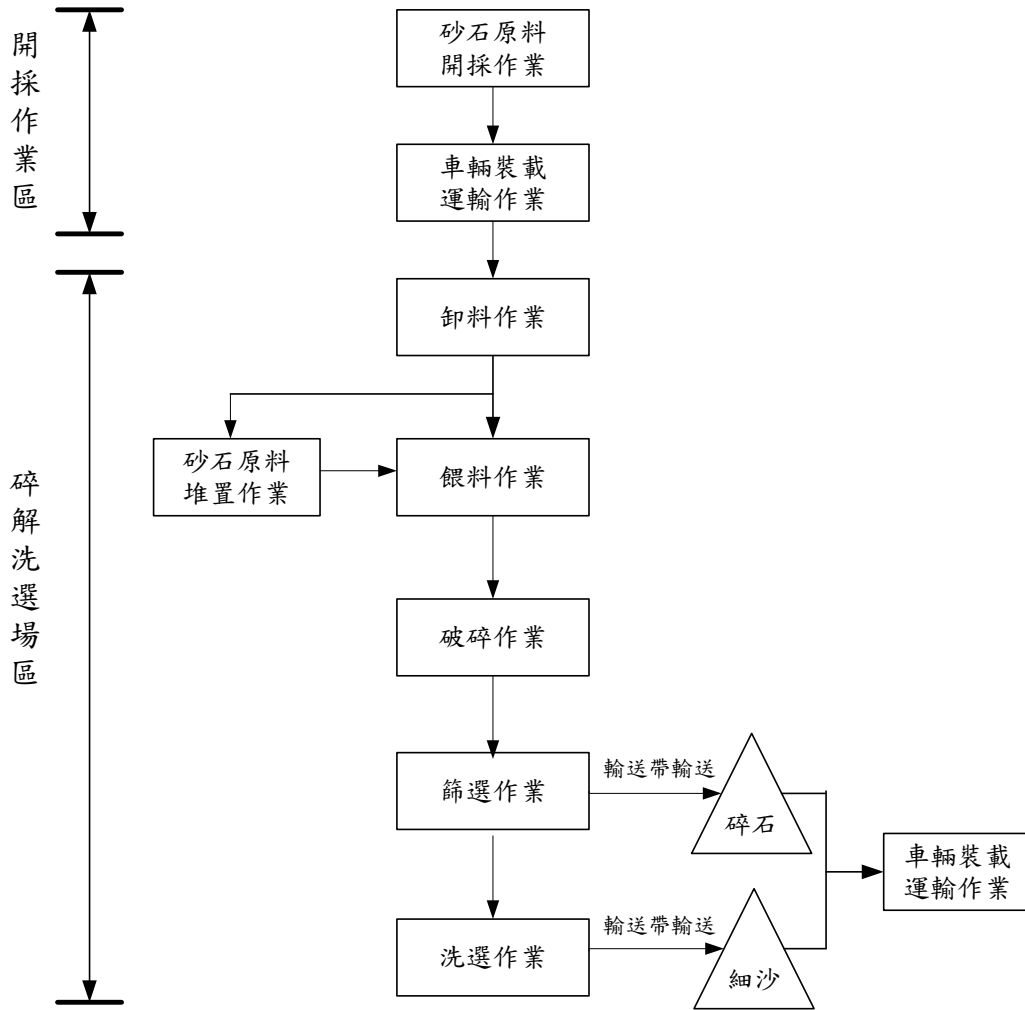 開採作業區
砂石原料
開採作業
車輛裝載
運輸作業
碎解洗選場區
卸料作業
砂石原料
堆置作業
餵料作業
破碎作業
篩選作業
輸送帶輸送
碎石
車輛裝載
運輸作業
洗選作業
輸送帶輸送
細沙